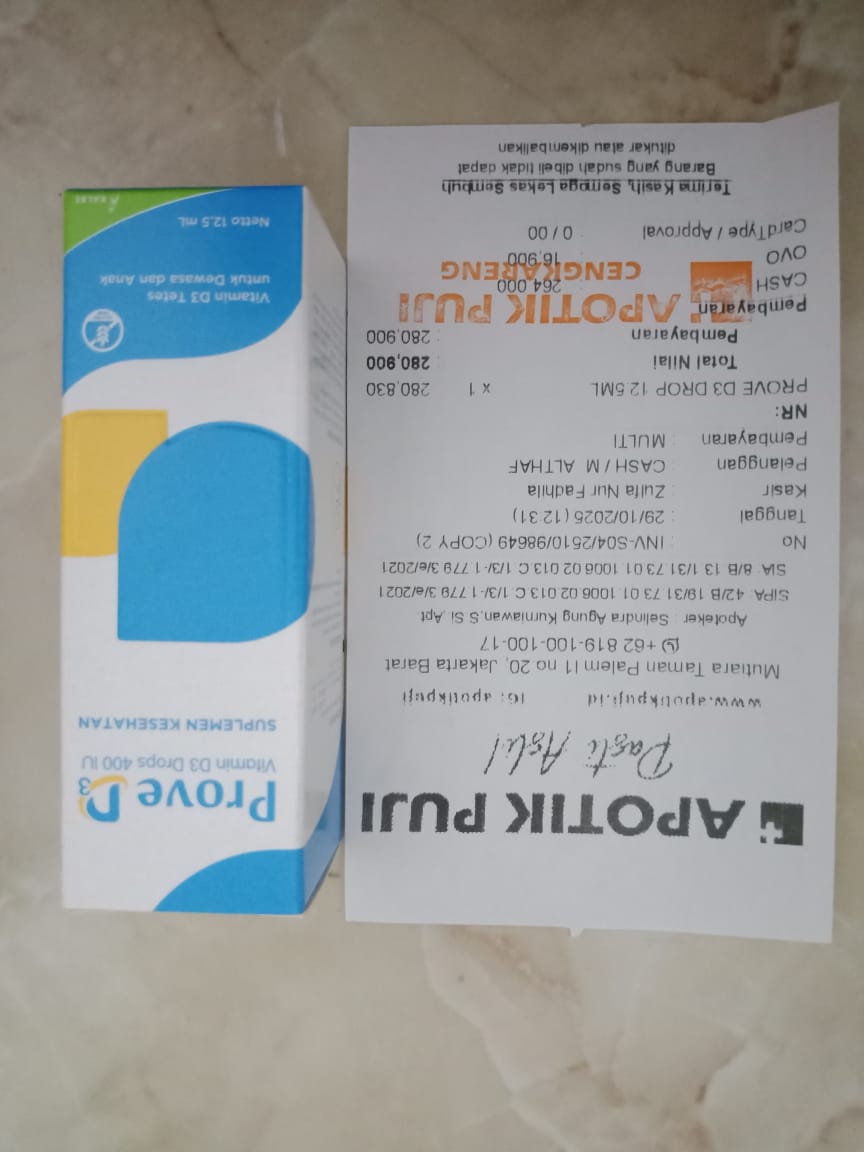 APOTIK PUJI
Pasti Asli!
www.apotikpuji.id IG: apotikpuji
Mutiara Taman Palem I1 no 20, Jakarta Barat
+62 819-100-100-17
Apoteker : Selindra Agung Kurniawan,S.Si,.Apt
SIPA: 42/B 19/31.73.01.1006.02.013.C.1/3/-1.779.3/e/2021
SIA: 8/B 13.1/31.73.01.1006.02.013.C.1/3/-1.779.3/e/2021
No : INV-S04/2510/98649 (COPY 2)
Tanggal : 29/10/2025 (12:31)
Kasir : Zulfa Nur Fadhila
Pelanggan : CASH / M. ALTHAF
Pembayaran : MULTI
NR:
PROVE D3 DROP 12.5ML x 1 280,830
Total Nilai : 280,900
Pembayaran : 280,900
Pembayaran
CASH : 264,000
OVO : 16,900
CardType / Approval : 0 / 00
APOTIK PUJI
CENGKARENG
Terima Kasih, Semoga Lekas Sembuh
Barang yang sudah dibeli tidak dapat
ditukar atau dikembalikan
Prove D3
Vitamin D3 Drops 400 IU
SUPLEMEN KESEHATAN
Vitamin D3 Tetes
untuk Dewasa dan Anak
Netto 12,5 mL
KALBE